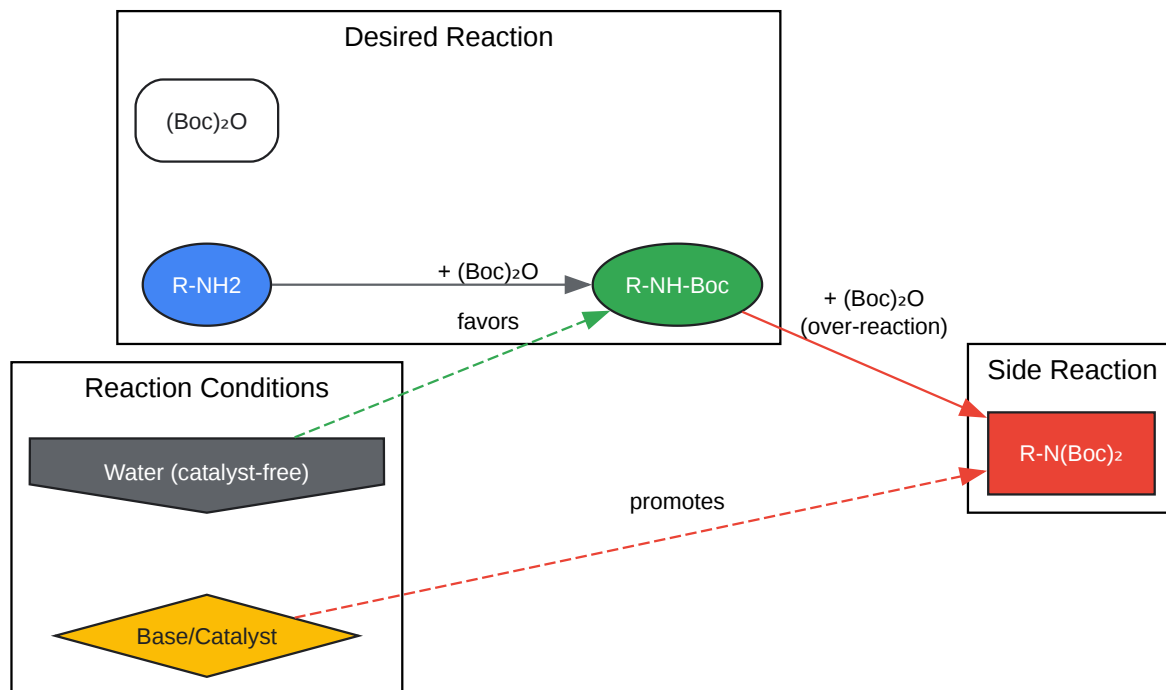 Desired Reaction
(Boc)₂O
R-NH2
+ (Boc)₂O
R-NH-Boc
favors
+ (Boc)₂O
(over-reaction)
Reaction Conditions
Side Reaction
Water (catalyst-free)
R-N(Boc)₂
promotes
Base/Catalyst